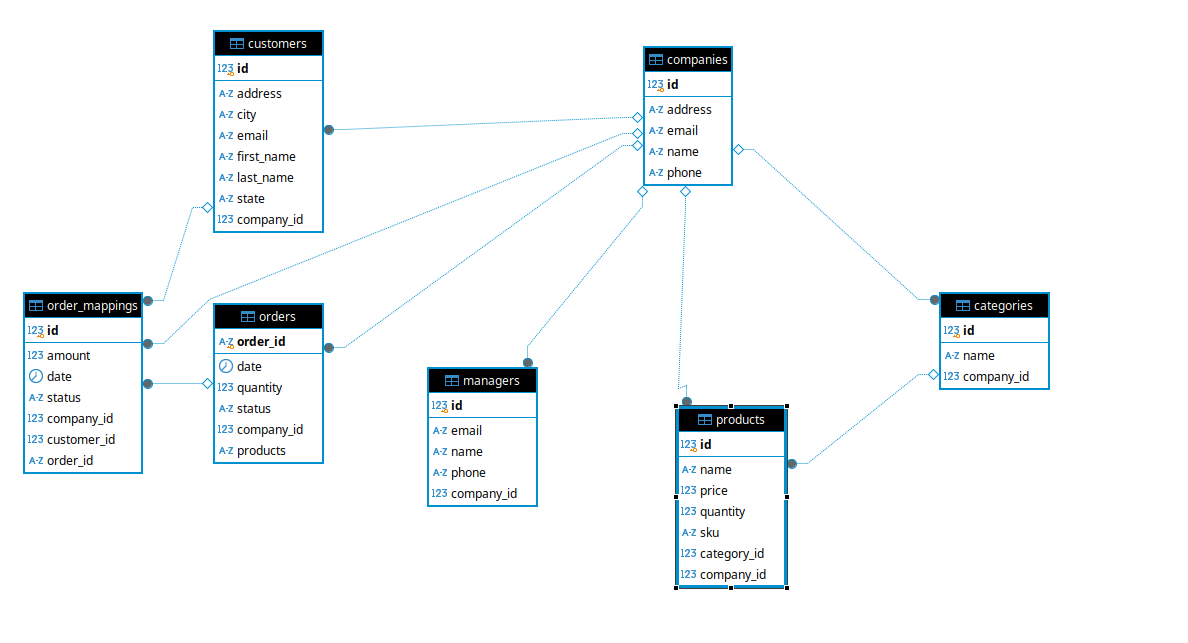 customers
123 id
A-Z address
A-Z city
A-Z email
A-Z first_name
A-Z last_name
A-Z state
123 company_id
companies
123 id
A-Z address
A-Z email
A-Z name
A-Z phone
order_mappings
123 id
123 amount
date
A-Z status
123 company_id
123 customer_id
A-Z order_id
orders
A-Z order_id
date
123 quantity
A-Z status
123 company_id
A-Z products
managers
123 id
A-Z email
A-Z name
A-Z phone
123 company_id
products
123 id
A-Z name
123 price
123 quantity
A-Z sku
123 category_id
123 company_id
categories
123 id
A-Z name
123 company_id